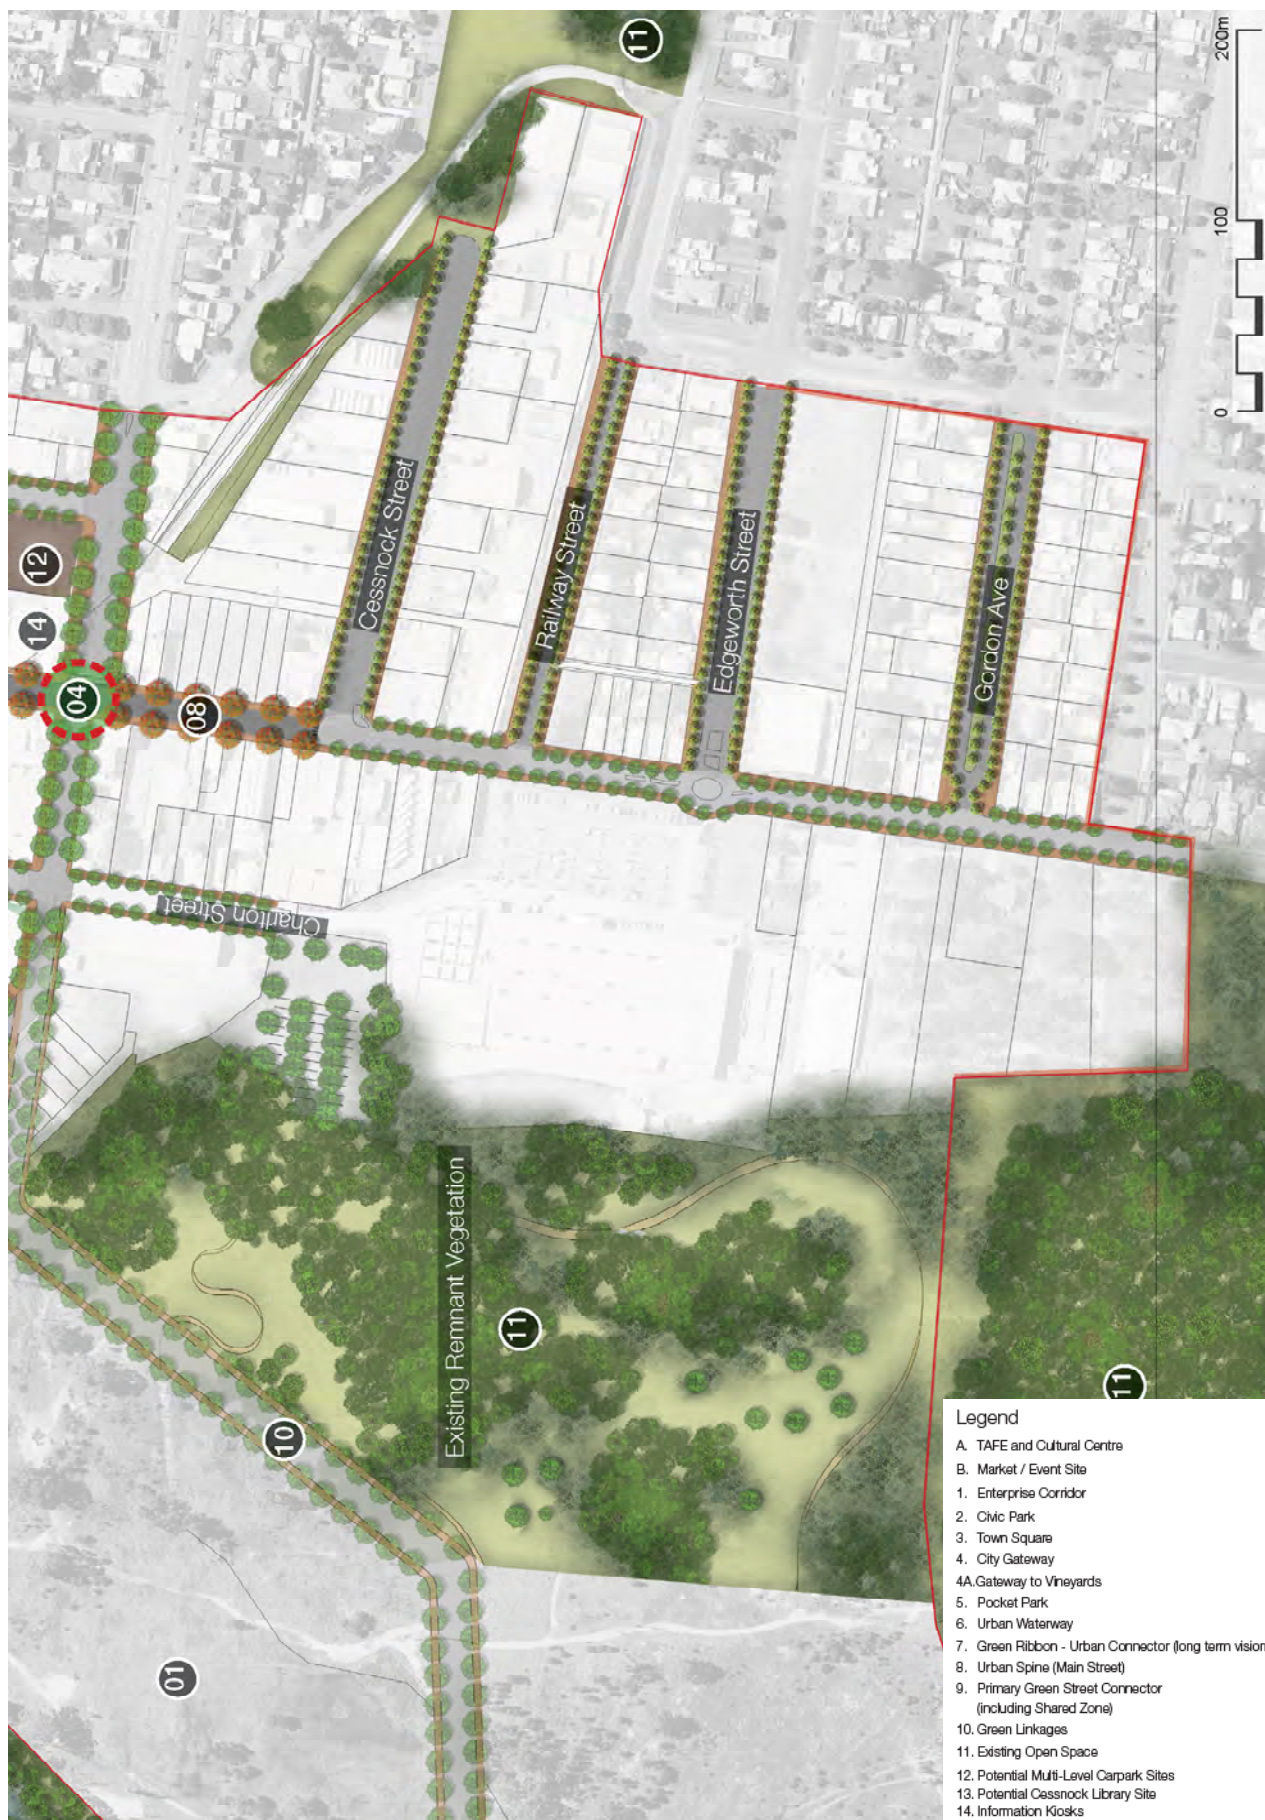 11
200m
100
0
12
14
04
08
Cessnock Street
Railway Street
Edgeworth Street
Gordon Ave
Charlton Street
Existing Remnant Vegetation
11
10
11
01
Legend
A. TAFE and Cultural Centre
B. Market / Event Site
1. Enterprise Corridor
2. Civic Park
3. Town Square
4. City Gateway
4A.Gateway to Vineyards
5. Pocket Park
6. Urban Waterway
7. Green Ribbon - Urban Connector (long term vision
8. Urban Spine (Main Street)
9. Primary Green Street Connector
(including Shared Zone)
10. Green Linkages
11. Existing Open Space
12. Potential Multi-Level Carpark Sites
13. Potential Cessnock Library Site
14. Information Kiosks